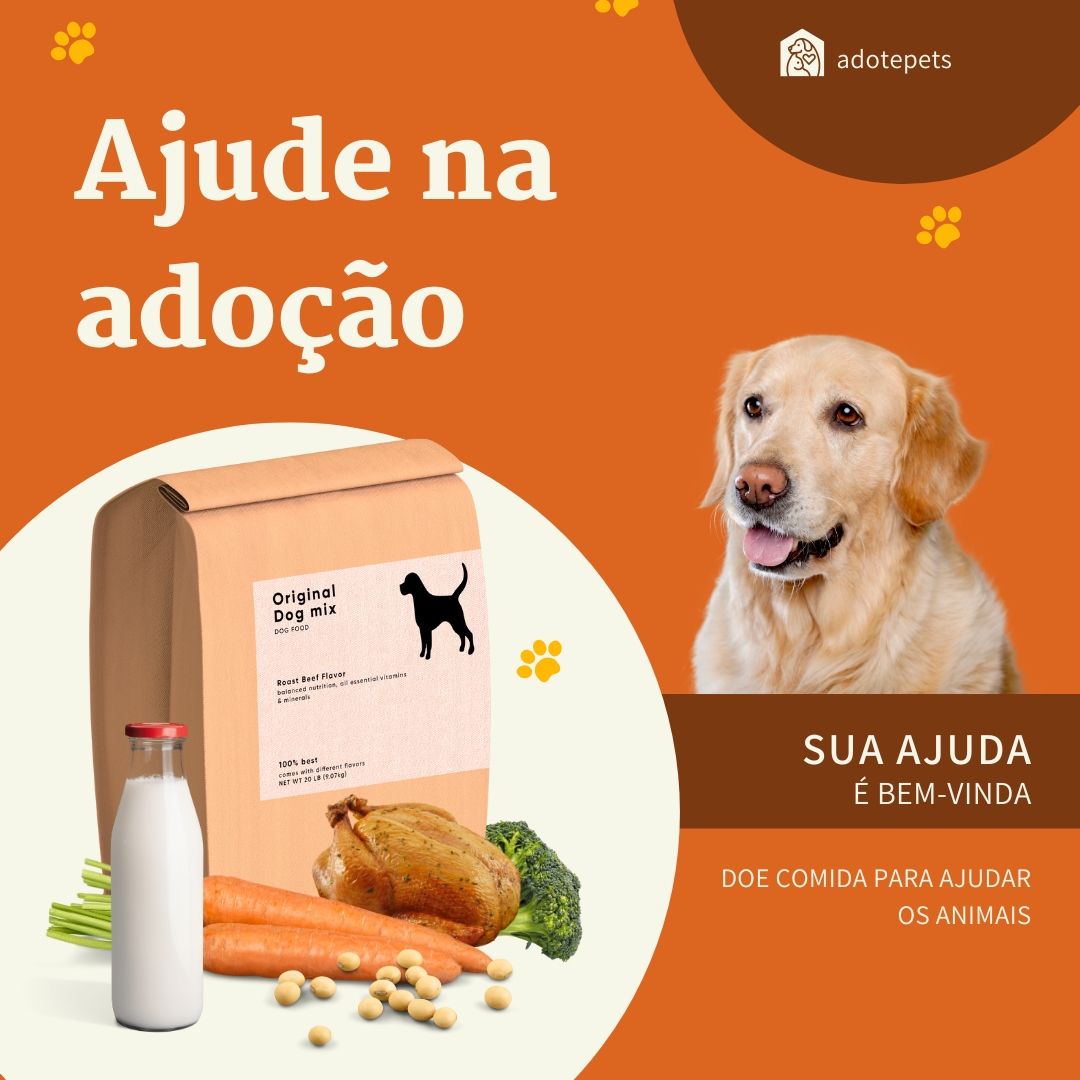 adotepets
Ajude na
adoção
Original
Dog mix
DOG FOOD
Roast Beef Flavor
balanced nutrition, all essential vitamins
& minerals
100% best
comes with different flavors
NET WT 20 LB (9.07kg)
SUA AJUDA
É BEM-VINDA
DOE COMIDA PARA AJUDAR
OS ANIMAIS